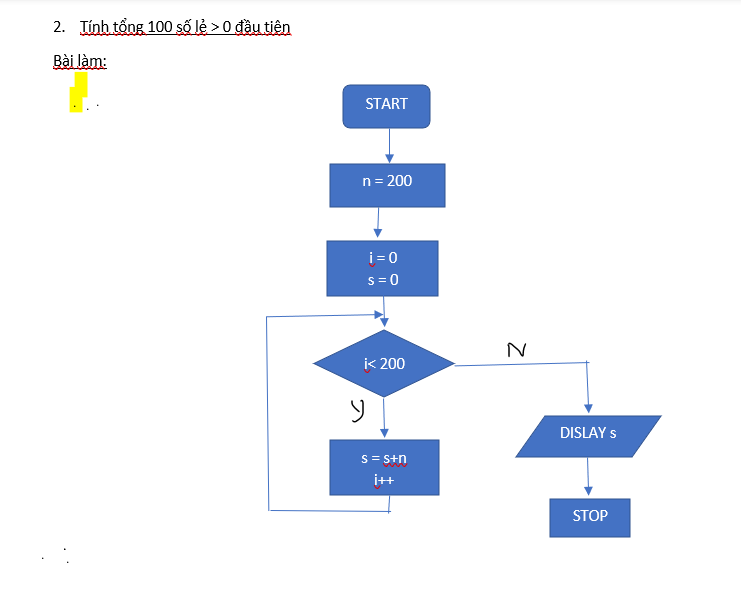 2. Tính tổng 100 số lẻ > 0 đầu tiên
Bài làm:
START
n = 200
i = 0
s = 0
i< 200
N
y
s = s+n
i++
DISLAY s
STOP